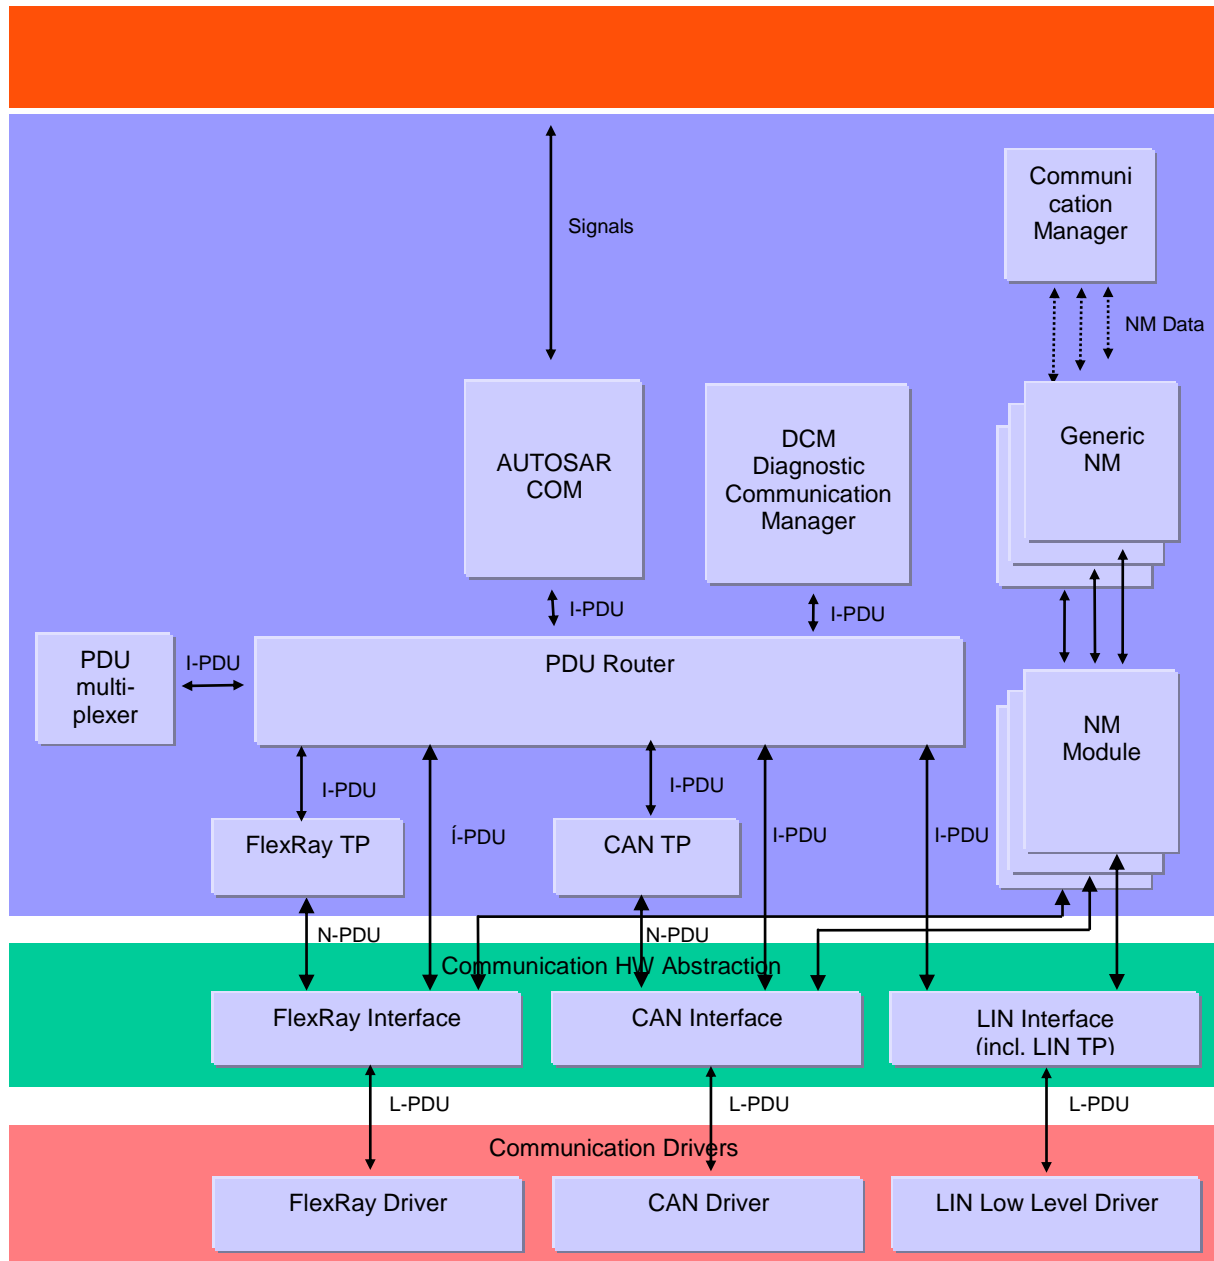 Signals
Communi
cation
Manager
NM Data
AUTOSAR
COM
DCM
Diagnostic
Communication
Manager
Generic
NM
I-PDU
I-PDU
PDU
multi-
plexer
I-PDU
PDU Router
NM
Module
I-PDU
Í-PDU
I-PDU
I-PDU
I-PDU
FlexRay TP
CAN TP
N-PDU
N-PDU
Communication HW Abstraction
FlexRay Interface
CAN Interface
LIN Interface
(incl. LIN TP)
L-PDU
L-PDU
L-PDU
Communication Drivers
FlexRay Driver
CAN Driver
LIN Low Level Driver